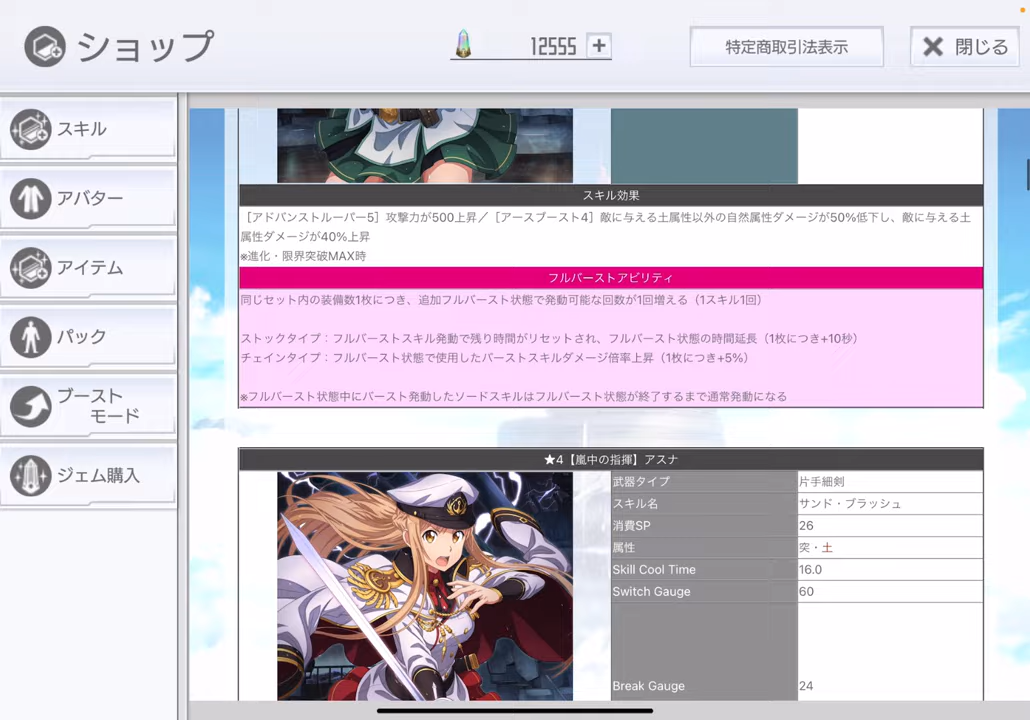 ショップ
12555
特定商取引法表示
閉じる
スキル
アバター
アイテム
パック
ブースト
モード
ジェム購入
スキル効果
［アドバンストルーパー5］攻撃力が500上昇／［アースブースト4］敵に与える土属性以外の自然属性ダメージが50%低下し、敵に与える土
属性ダメージが40%上昇
※進化・限界突破MAX時
フルバーストアビリティ
同じセット内の装備数1枚につき、追加フルバースト状態で発動可能な回数が1回増える（1スキル1回）
ストックタイプ：フルバーストスキル発動で残り時間がリセットされ、フルバースト状態の時間延長（1枚につき+10秒）
チェインタイプ：フルバースト状態で使用したバーストスキルダメージ倍率上昇（1枚につき+5%）
※フルバースト状態中にバースト発動したソードスキルはフルバースト状態が終了するまで通常発動になる
★4【嵐中の指揮】アスナ
武器タイプ 片手細剣
スキル名 サンド・ブラッシュ
消費SP 26
属性 突・土
Skill Cool Time 16.0
Switch Gauge 60
Break Gauge 24